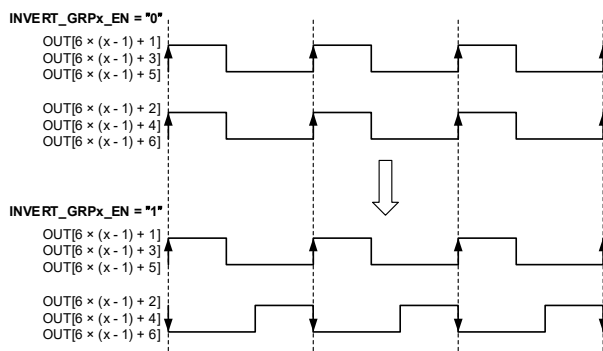 INVERT_GRPx_EN = "0"
OUT[6 × (x - 1) + 1]
OUT[6 × (x - 1) + 3]
OUT[6 × (x - 1) + 5]
OUT[6 × (x - 1) + 2]
OUT[6 × (x - 1) + 4]
OUT[6 × (x - 1) + 6]
INVERT_GRPx_EN = "1"
OUT[6 × (x - 1) + 1]
OUT[6 × (x - 1) + 3]
OUT[6 × (x - 1) + 5]
OUT[6 × (x - 1) + 2]
OUT[6 × (x - 1) + 4]
OUT[6 × (x - 1) + 6]